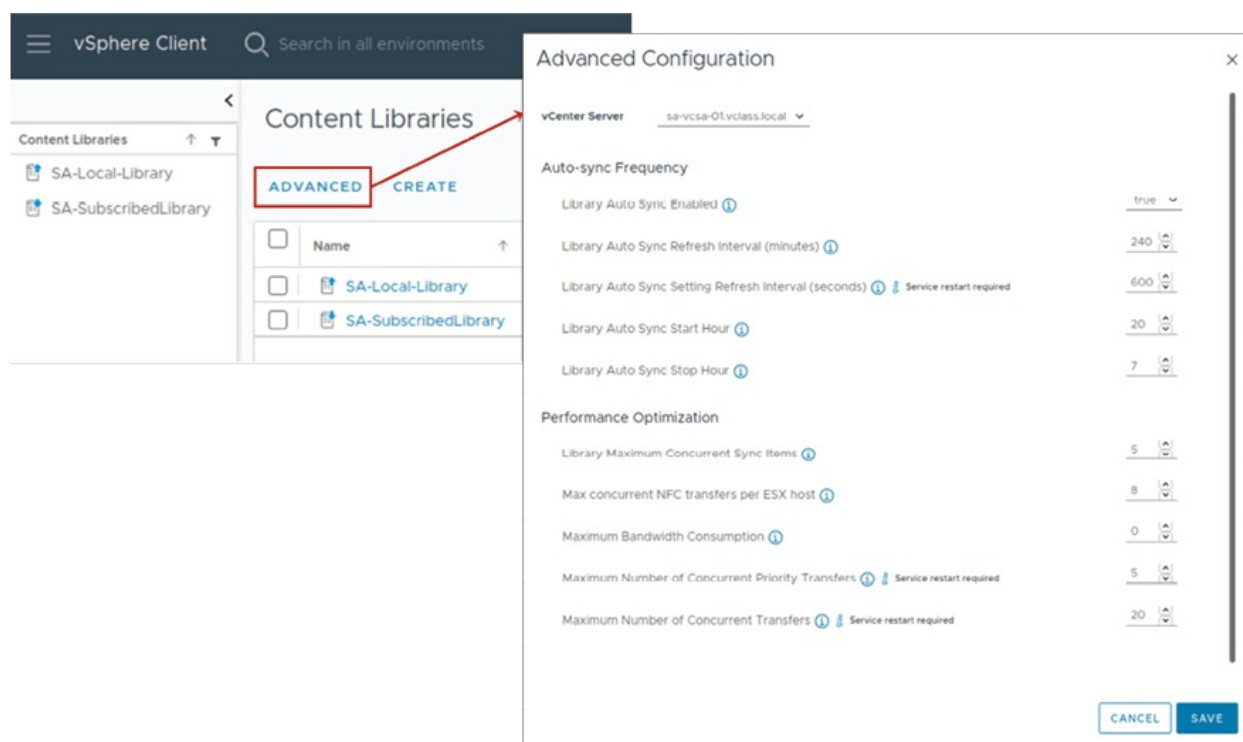 vSphere Client
Search in all environments
Content Libraries
SA-Local-Library
SA-SubscribedLibrary
Content Libraries
ADVANCED CREATE
Name
SA-Local-Library
SA-SubscribedLibrary
Advanced Configuration
vCenter Server sa-vcsa-01.vclass.local
Auto-sync Frequency
Library Auto Sync Enabled true
Library Auto Sync Refresh Interval (minutes) 240
Library Auto Sync Setting Refresh Interval (seconds) Service restart required 600
Library Auto Sync Start Hour 20
Library Auto Sync Stop Hour 7
Performance Optimization
Library Maximum Concurrent Sync Items 5
Max concurrent NFC transfers per ESX host 8
Maximum Bandwidth Consumption 0
Maximum Number of Concurrent Priority Transfers Service restart required 5
Maximum Number of Concurrent Transfers Service restart required 20
CANCEL SAVE